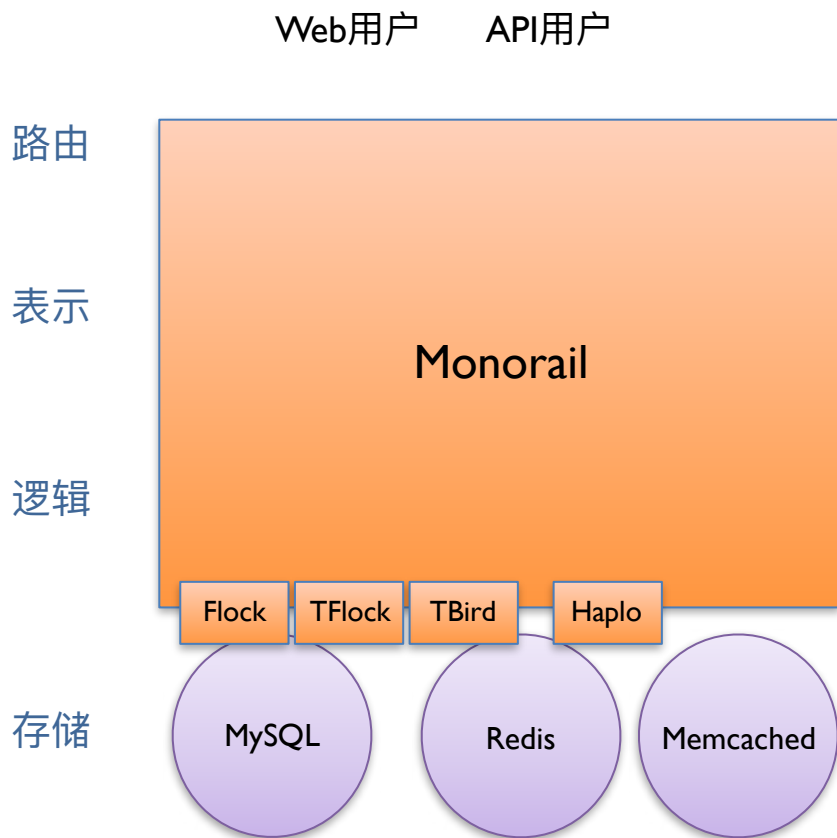 Web用户 API用户
路由
表示
Monorail
逻辑
Flock TFlock TBird Haplo
存储 MySQL Redis Memcached